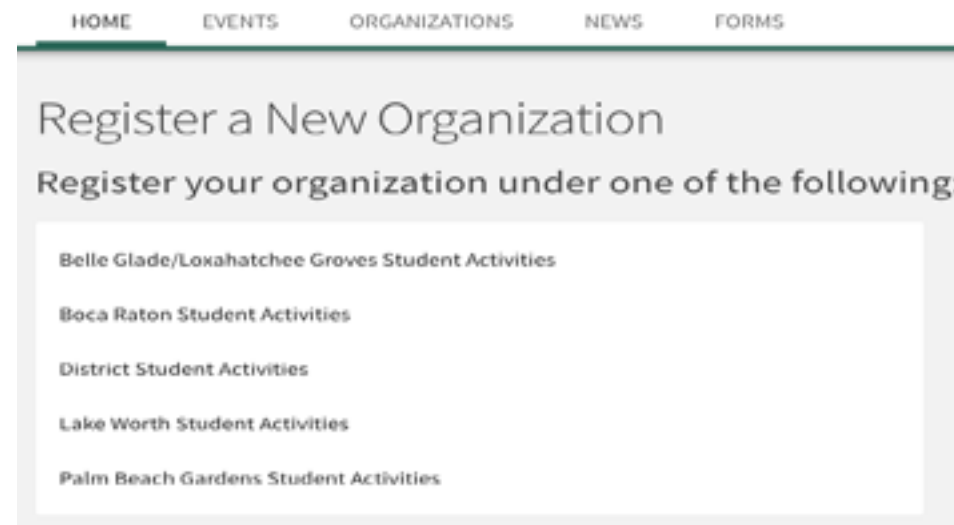 HOME EVENTS ORGANIZATIONS NEWS FORMS
Register a New Organization
Register your organization under one of the following:
Belle Glade/Loxahatchee Groves Student Activities
Boca Raton Student Activities
District Student Activities
Lake Worth Student Activities
Palm Beach Gardens Student Activities